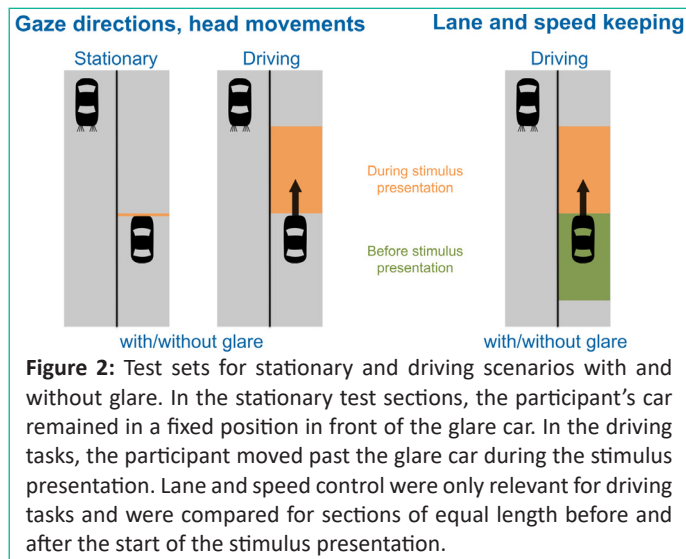 Gaze directions, head movements
Lane and speed keeping
Stationary
Driving
Driving
During stimulus
presentation
Before stimulus
presentation
with/without glare
with/without glare
Figure 2: Test sets for stationary and driving scenarios with and
without glare. In the stationary test sections, the participant’s car
remained in a fixed position in front of the glare car. In the driving
tasks, the participant moved past the glare car during the stimulus
presentation. Lane and speed control were only relevant for driving
tasks and were compared for sections of equal length before and
after the start of the stimulus presentation.